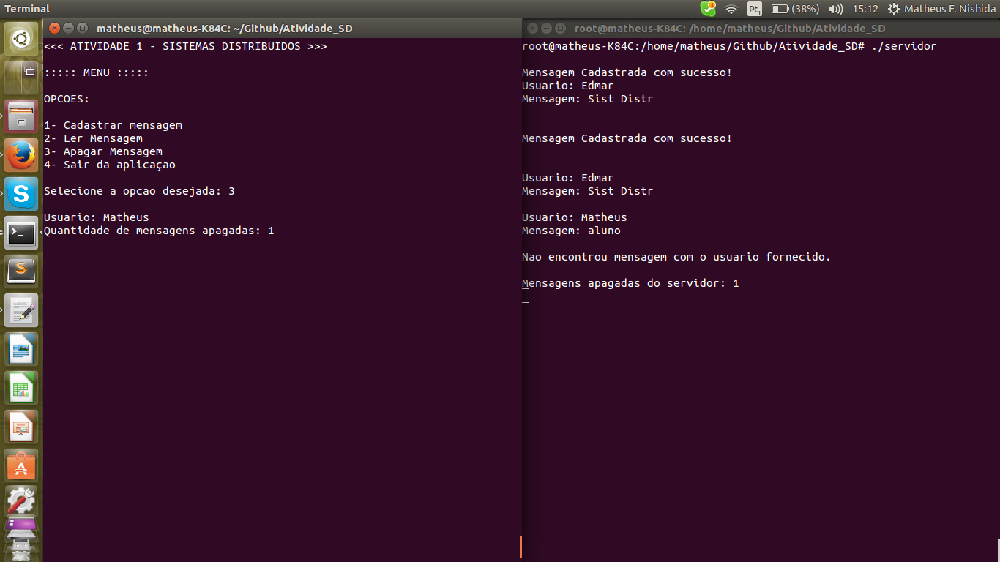 Terminal
Pt1 (38%) 15:12 Matheus F. Nishida
matheus@matheus-K84C: ~/Github/Atividade_SD
<<< ATIVIDADE 1 - SISTEMAS DISTRIBUIDOS >>>
::::: MENU :::::
OPCOES:
1- Cadastrar mensagem
2- Ler Mensagem
3- Apagar Mensagem
4- Sair da aplicaçao
Selecione a opcao desejada: 3
Usuario: Matheus
Quantidade de mensagens apagadas: 1
root@matheus-K84C: /home/matheus/Github/Atividade_SD
root@matheus-K84C:/home/matheus/Github/Atividade_SD# ./servidor
Mensagem Cadastrada com sucesso!
Usuario: Edmar
Mensagem: Sist Distr
Mensagem Cadastrada com sucesso!
Usuario: Edmar
Mensagem: Sist Distr
Usuario: Matheus
Mensagem: aluno
Nao encontrou mensagem com o usuario fornecido.
Mensagens apagadas do servidor: 1